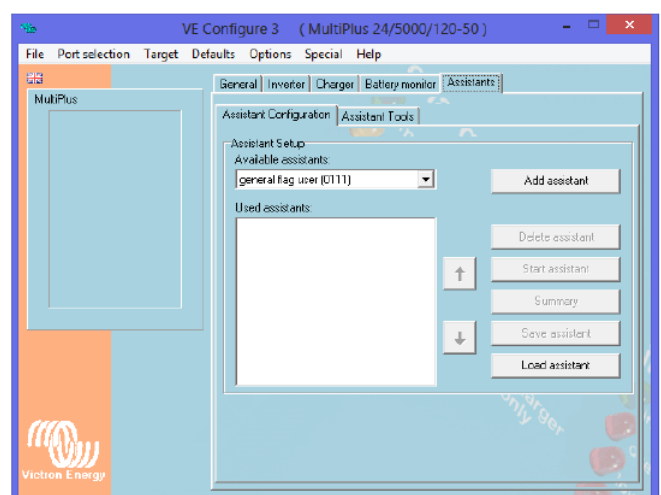 VE Configure 3 ( MultiPlus 24/5000/120-50 )
File Port selection Target Defaults Options Special Help
General Inverter Charger Battery monitor Assistants
MultiPlus
Assistant Configuration Assistant Tools
Assistant Setup
Available assistants:
general flag user (0111)
Add assistant
Used assistants:
Delete assistant
Start assistant
Summary
Save assistant
Load assistant
charger
only
Victron Energy